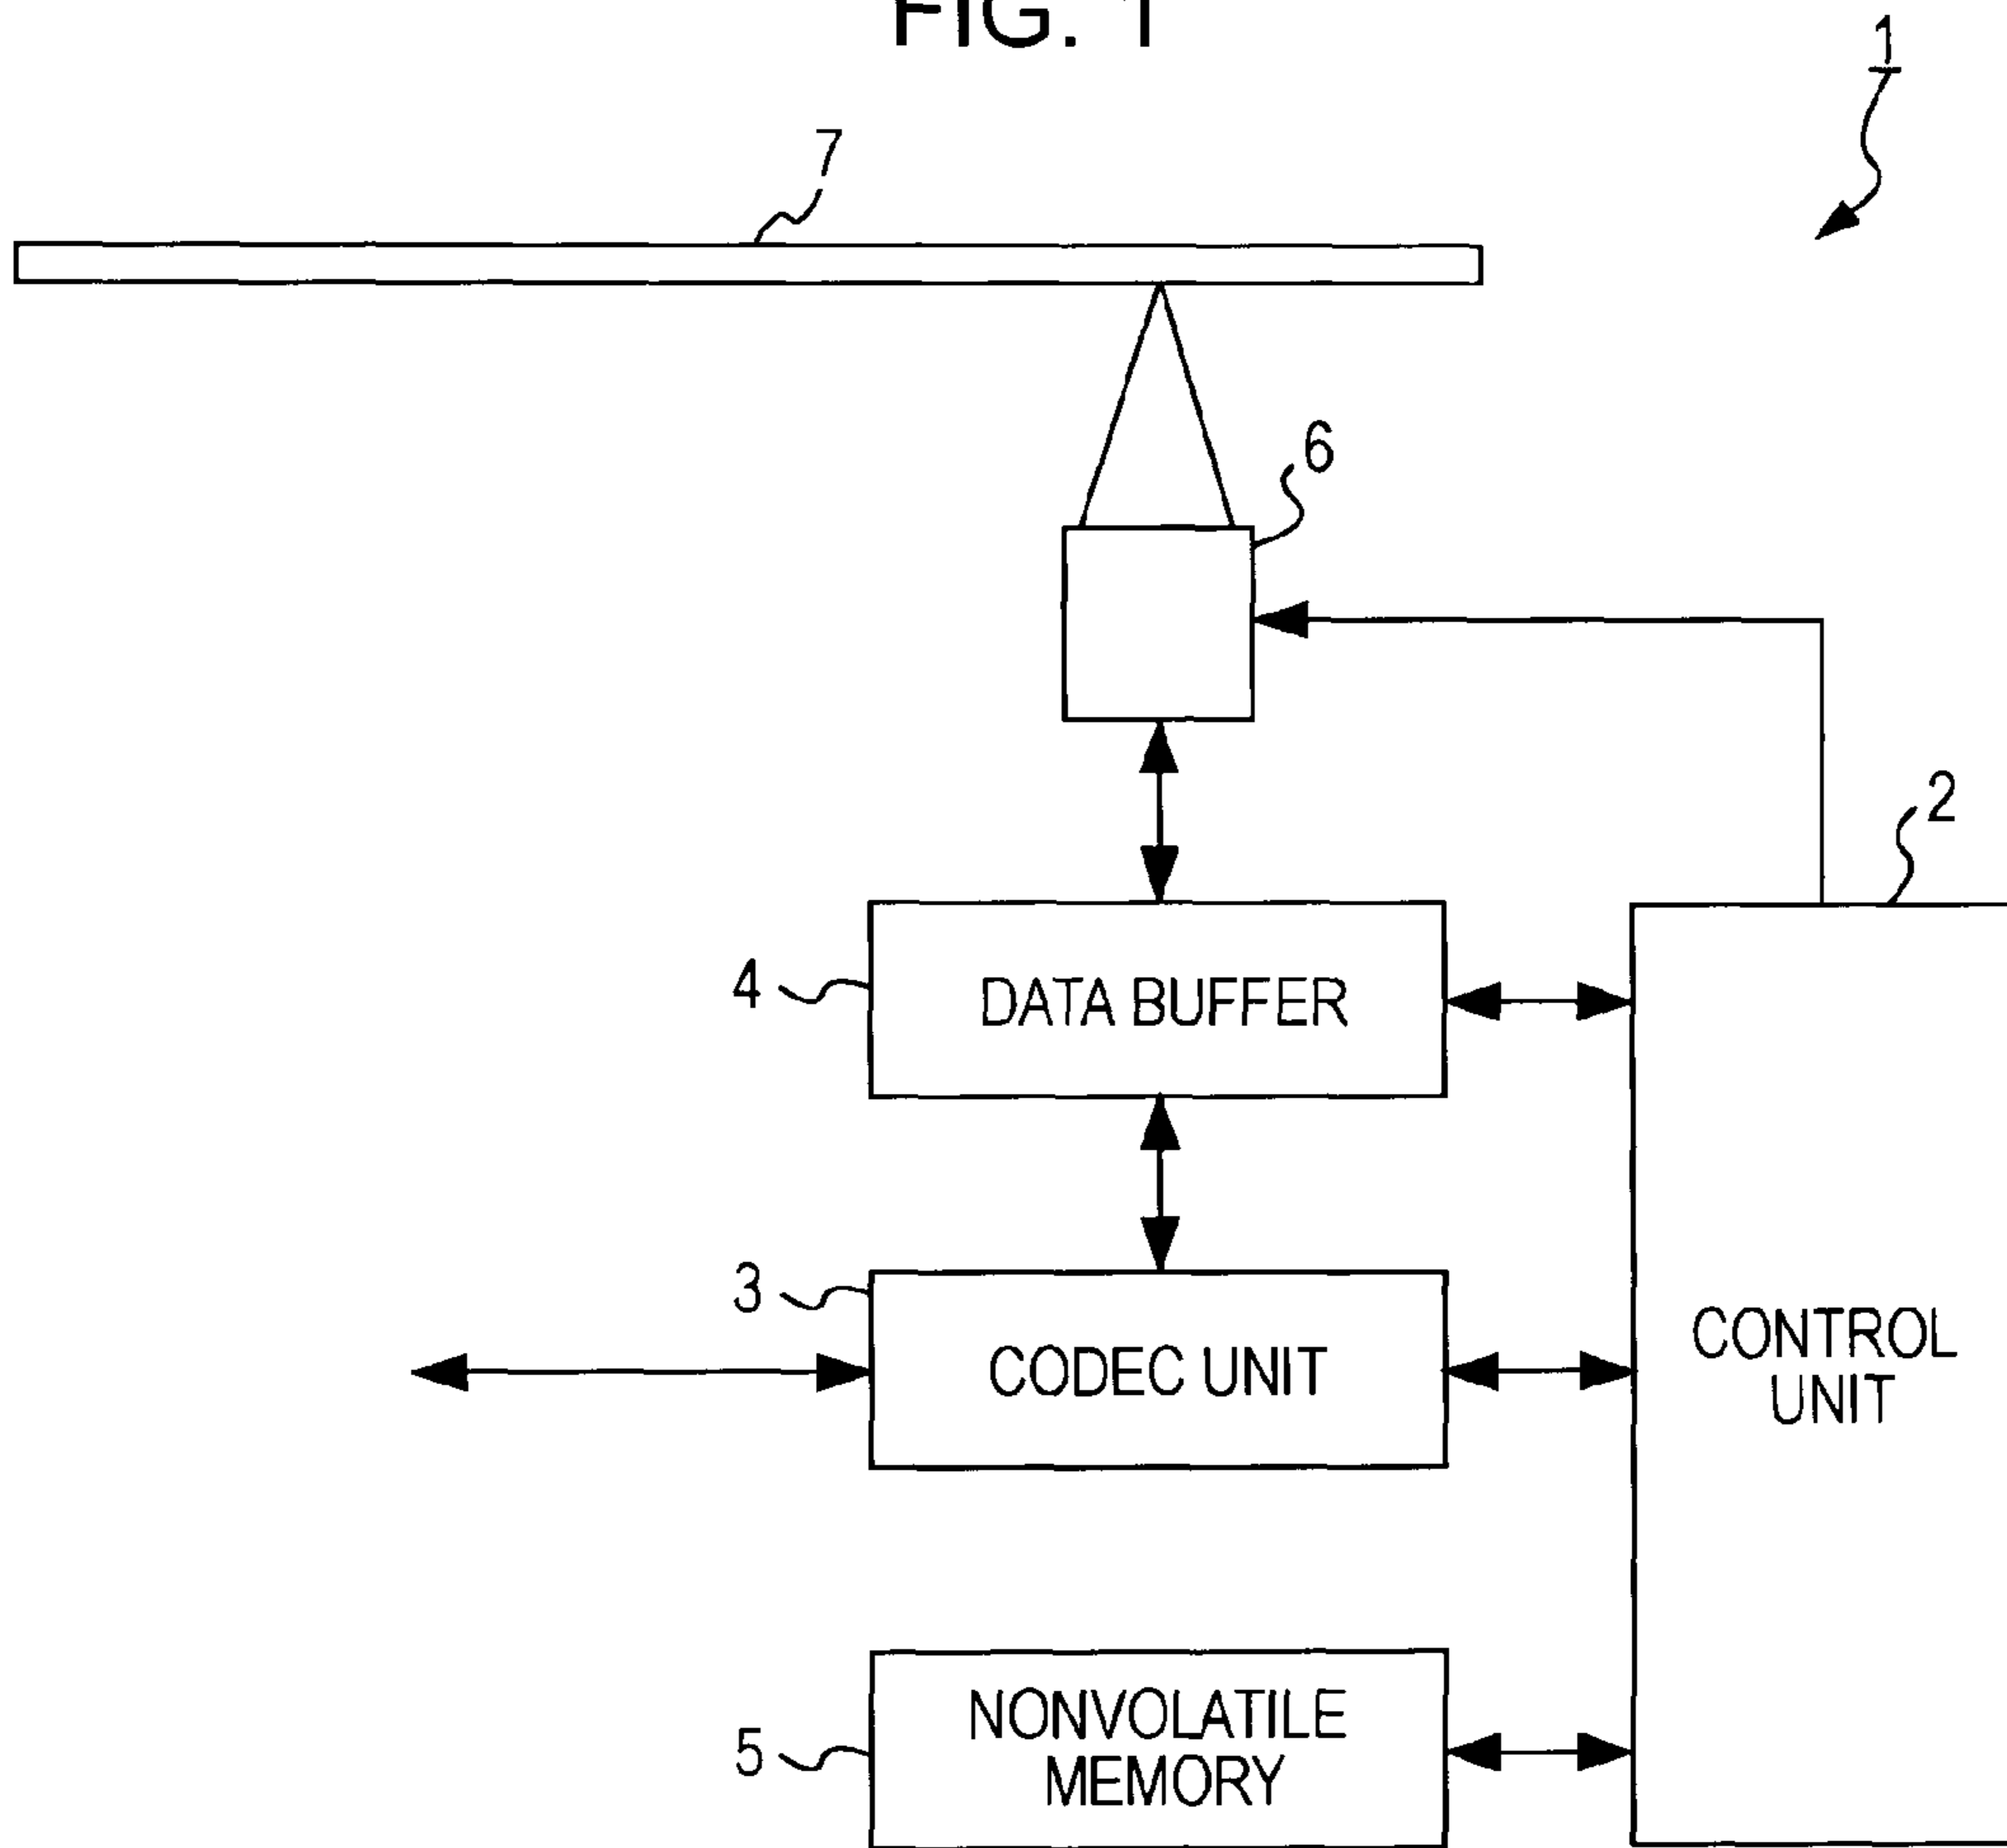 FIG. 1
1
7
6
2
4
DATA BUFFER
3
CODEC UNIT
CONTROL
UNIT
5
NONVOLATILE
MEMORY